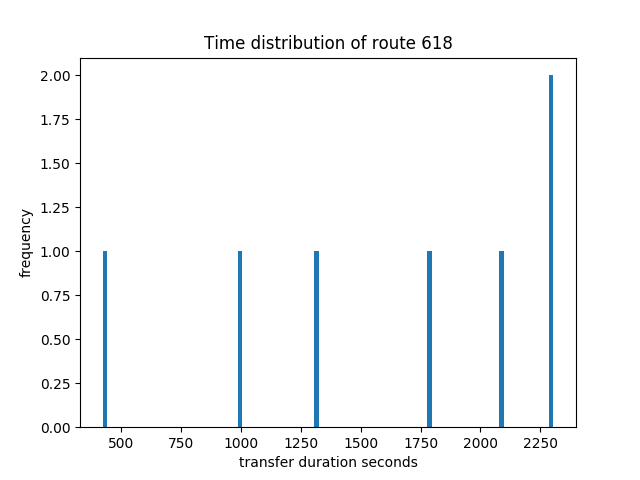 Time distribution of route 618
2.00
1.75
1.50
1.25
1.00
0.75
0.50
0.25
0.00
frequency
500 750 1000 1250 1500 1750 2000 2250
transfer duration seconds